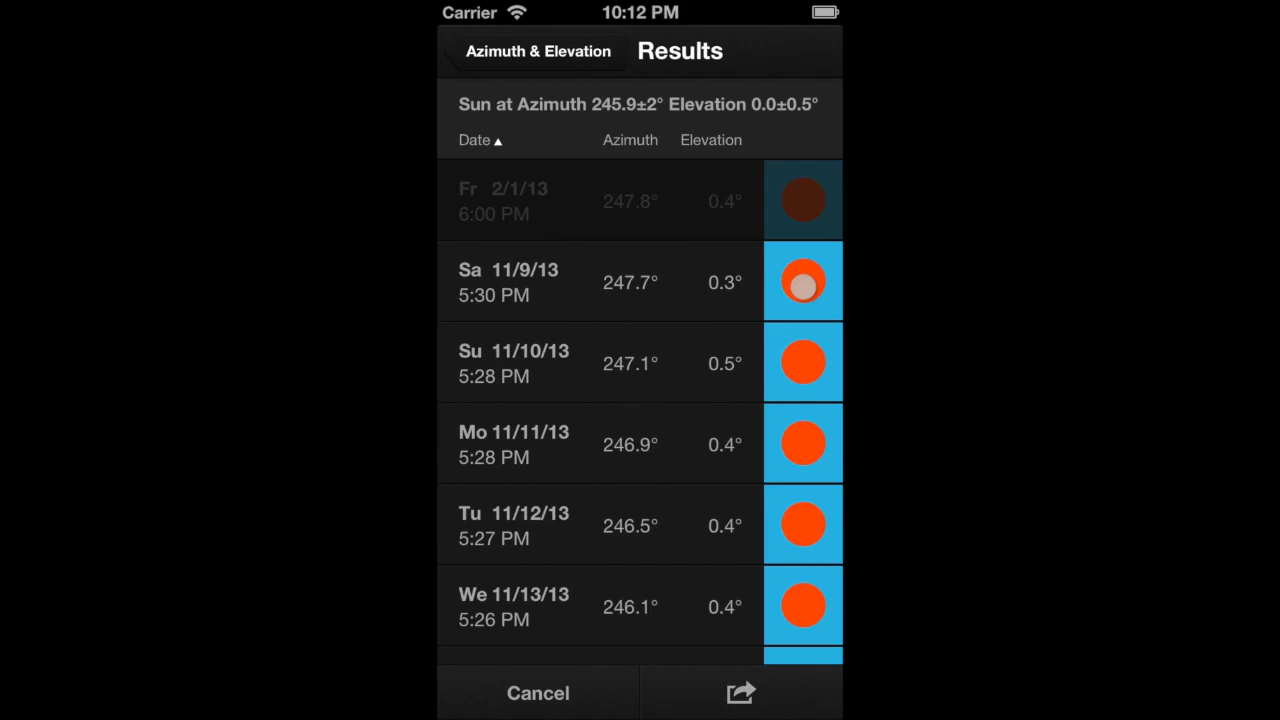 Carrier 10:12 PM
Azimuth & Elevation Results
Sun at Azimuth 245.9±2° Elevation 0.0±0.5°
Date ▲ Azimuth Elevation
Fr 2/1/13
6:00 PM 247.8° 0.4°
Sa 11/9/13
5:30 PM 247.7° 0.3°
Su 11/10/13
5:28 PM 247.1° 0.5°
Mo 11/11/13
5:28 PM 246.9° 0.4°
Tu 11/12/13
5:27 PM 246.5° 0.4°
We 11/13/13
5:26 PM 246.1° 0.4°
Cancel